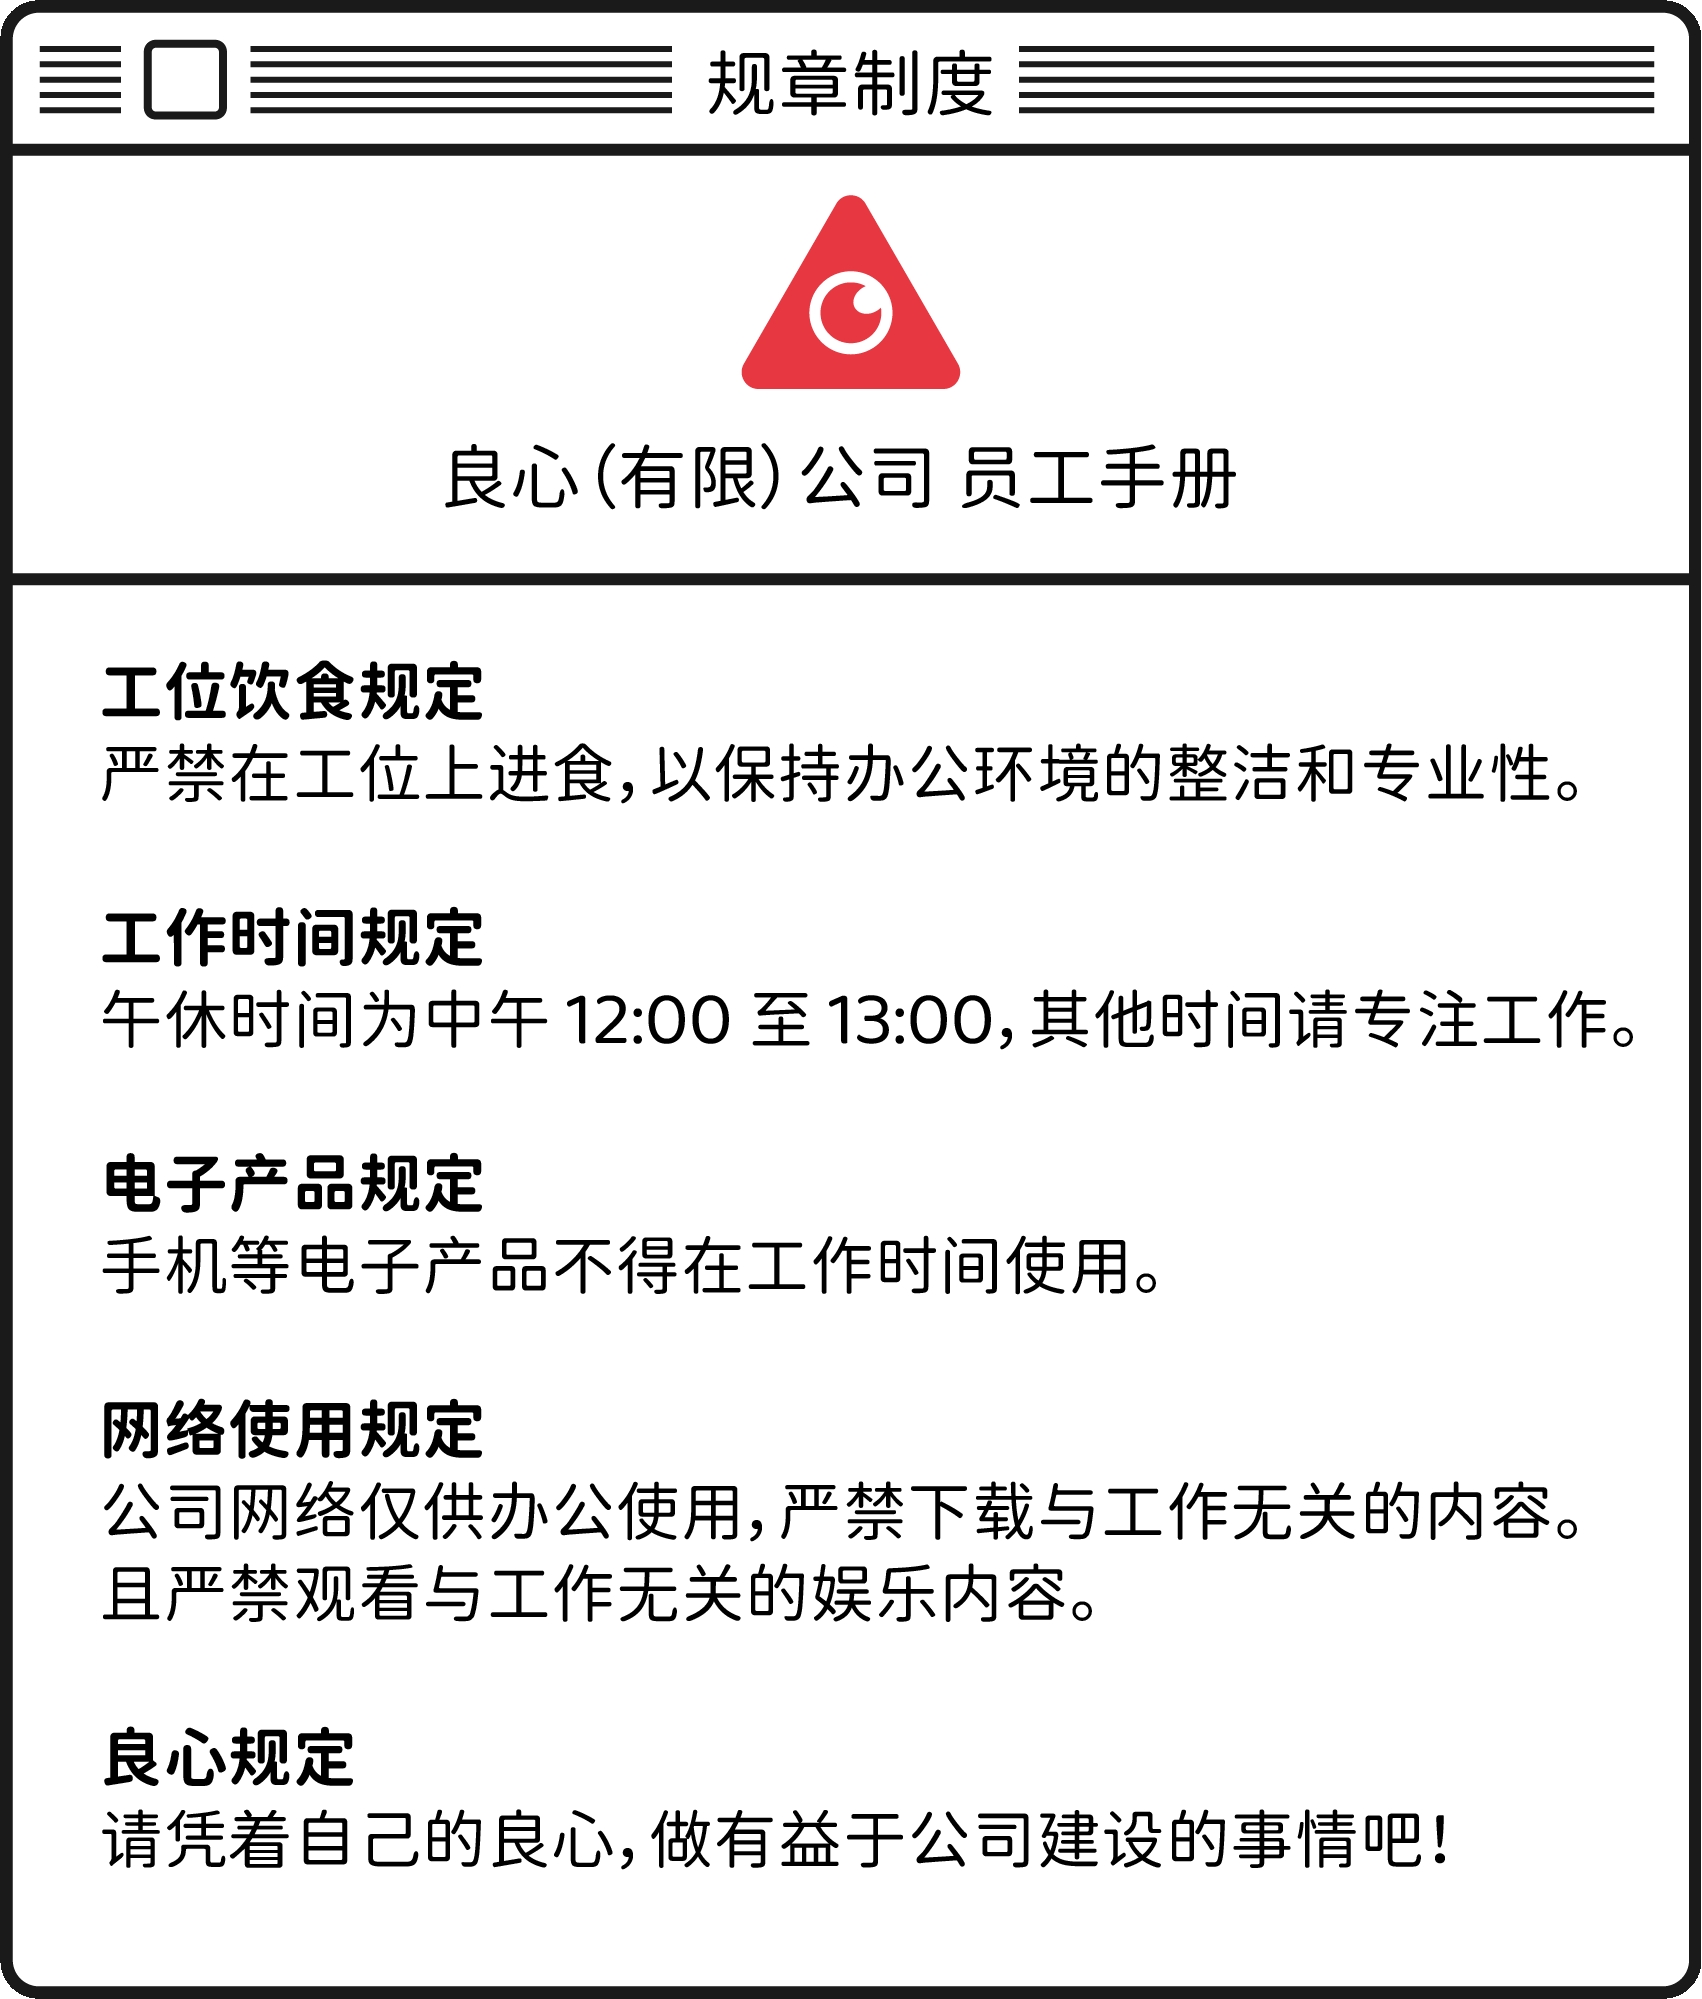 规章制度
良心（有限）公司 员工手册
工位饮食规定
严禁在工位上进食，以保持办公环境的整洁和专业性。
工作时间规定
午休时间为中午 12:00 至 13:00，其他时间请专注工作。
电子产品规定
手机等电子产品不得在工作时间使用。
网络使用规定
公司网络仅供办公使用，严禁下载与工作无关的内容。
且严禁观看与工作无关的娱乐内容。
良心规定
请凭着自己的良心，做有益于公司建设的事情吧！